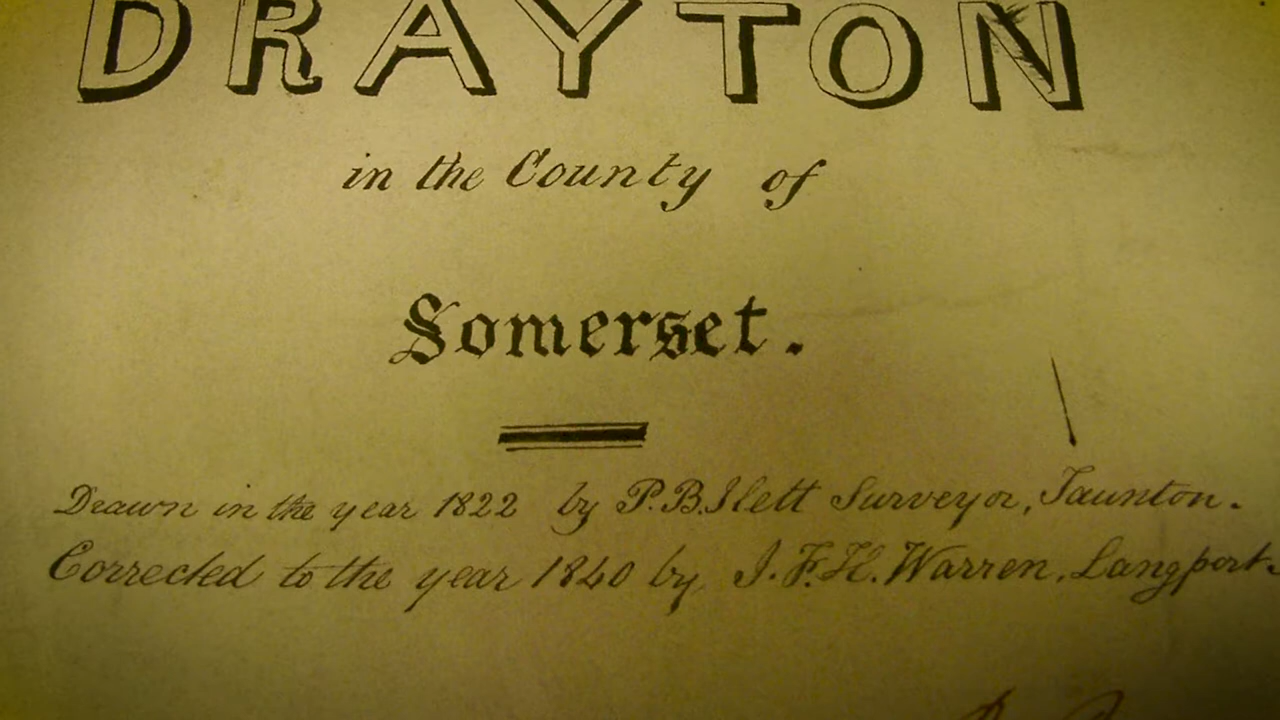 DRAYTON
in the County of
Somerset.
Drawn in the year 1822 by P.B.Ilett Surveyor, Taunton.
Corrected to the year 1840 by J.F.H.Warren, Langport.